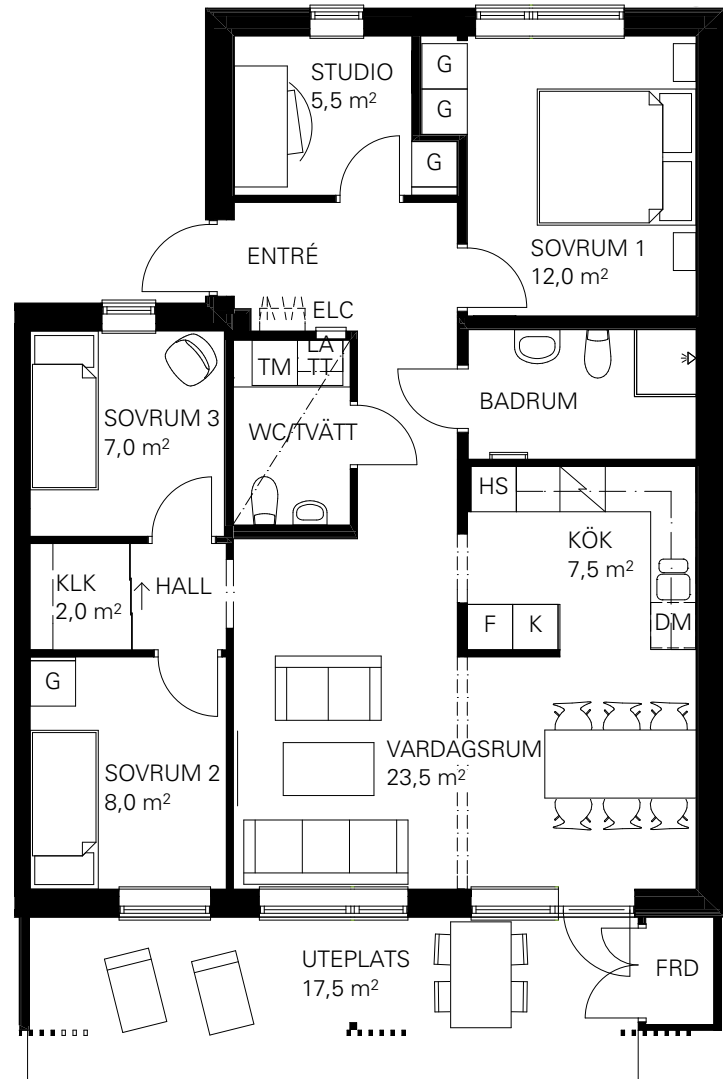 G
STUDIO
5,5 m²
G
G
SOVRUM 1
12,0 m²
ENTRÉ
ELC
LÅ
TT
TM
BADRUM
SOVRUM 3
7,0 m²
WC/TVÄTT
HS
KÖK
7,5 m²
KLK
2,0 m²
HALL
F
K
DM
G
SOVRUM 2
8,0 m²
VARDAGSRUM
23,5 m²
UTEPLATS
17,5 m²
FRD